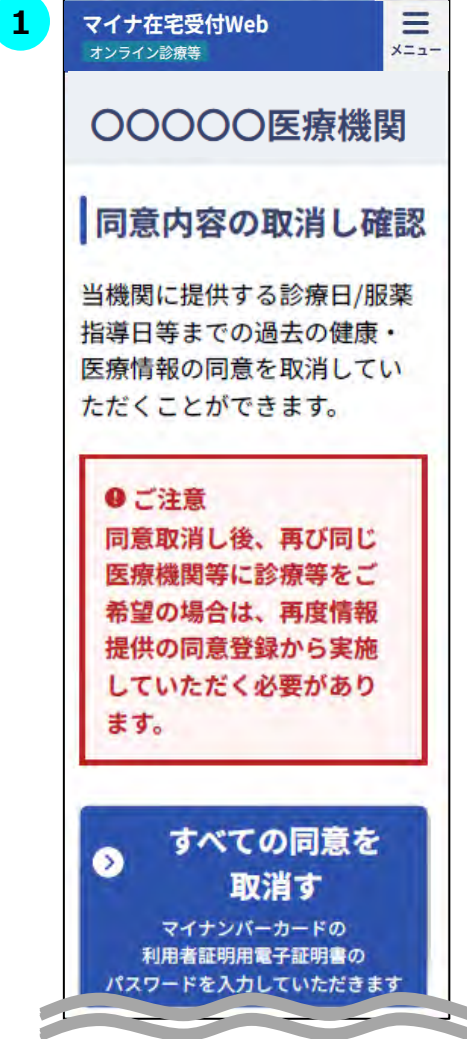 1
マイナ在宅受付Web
オンライン診療等
メニュー
〇〇〇〇〇医療機関
同意内容の取消し確認
当機関に提供する診療日/服薬
指導日等までの過去の健康・
医療情報の同意を取消してい
ただくことができます。
ご注意
同意取消し後、再び同じ
医療機関等に診療等をご
希望の場合は、再度情報
提供の同意登録から実施
していただく必要があり
ます。
すべての同意を
取消す
マイナンバーカードの
利用者証明用電子証明書の
パスワードを入力していただきます